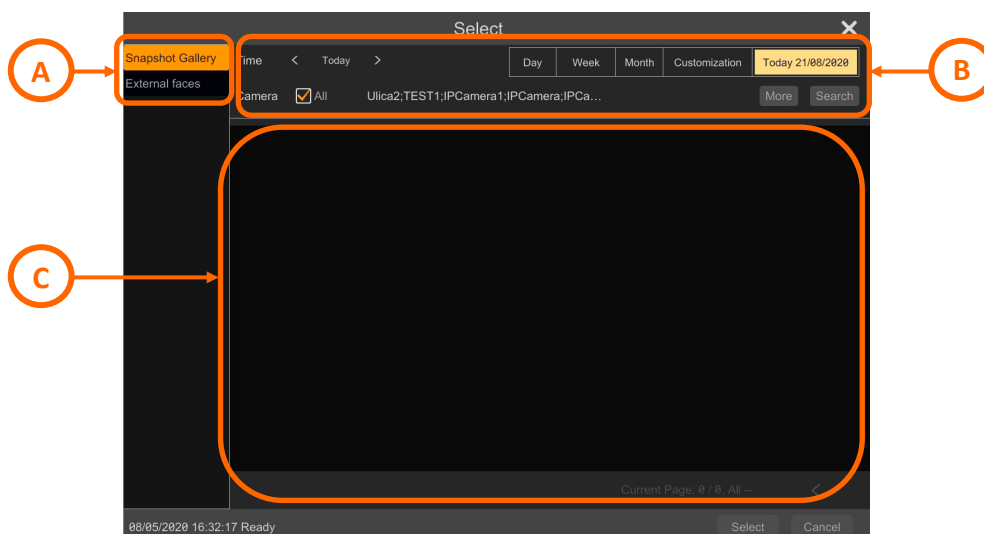 Select
Snapshot Gallery
External faces
Time < Today > Day Week Month Customization Today 21/08/2020
Camera All Ulica2;TEST1;IPCamera1;IPCamera;IPCa... More Search
A
B
C
Current Page: 0 / 0, All --
08/05/2020 16:32:17 Ready
Select Cancel